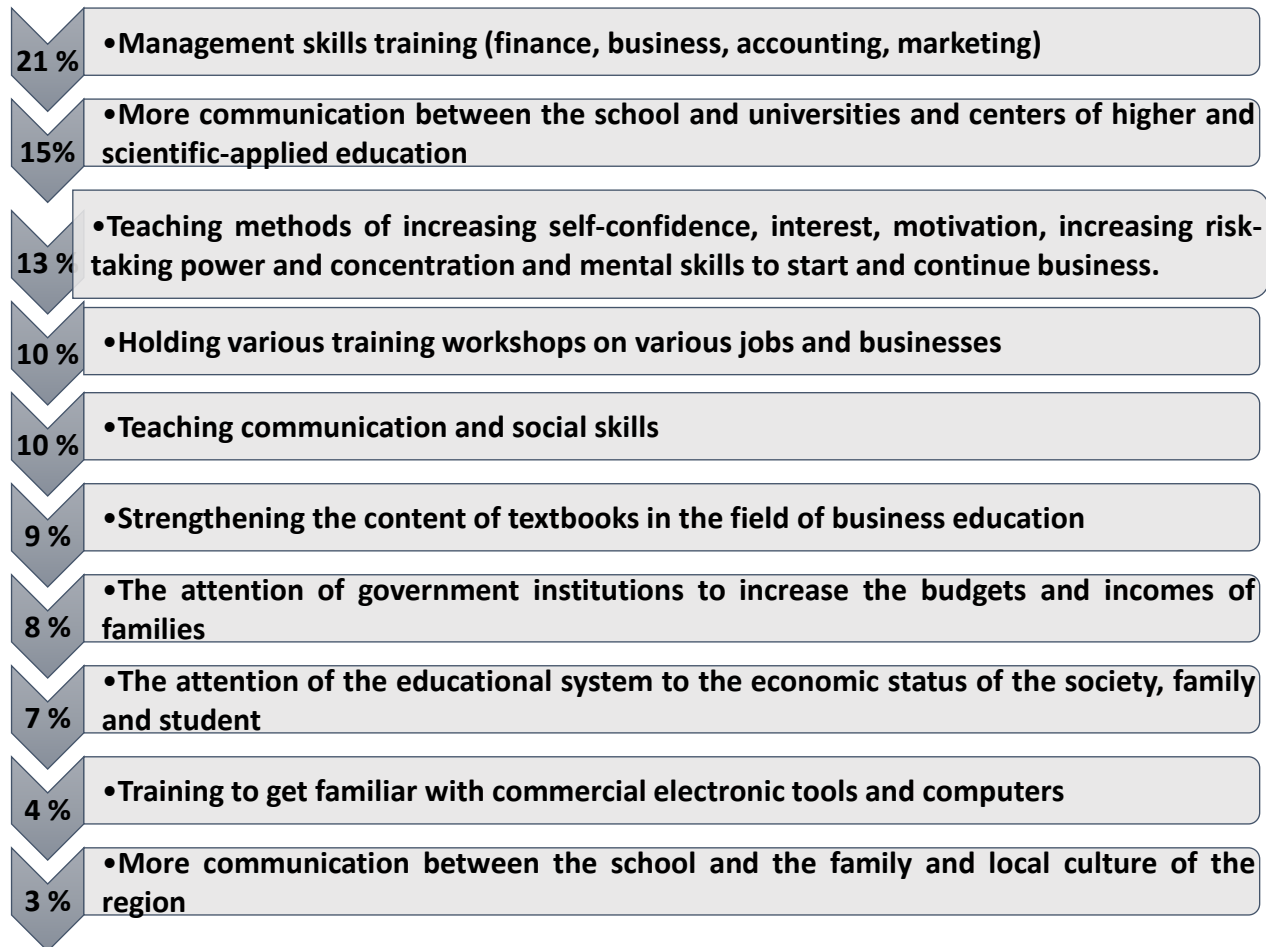 21 %
•Management skills training (finance, business, accounting, marketing)
15%
•More communication between the school and universities and centers of higher and
scientific-applied education
13 %
•Teaching methods of increasing self-confidence, interest, motivation, increasing risk-
taking power and concentration and mental skills to start and continue business.
10 %
•Holding various training workshops on various jobs and businesses
10 %
•Teaching communication and social skills
9 %
•Strengthening the content of textbooks in the field of business education
8 %
•The attention of government institutions to increase the budgets and incomes of
families
7 %
•The attention of the educational system to the economic status of the society, family
and student
4 %
•Training to get familiar with commercial electronic tools and computers
3 %
•More communication between the school and the family and local culture of the
region